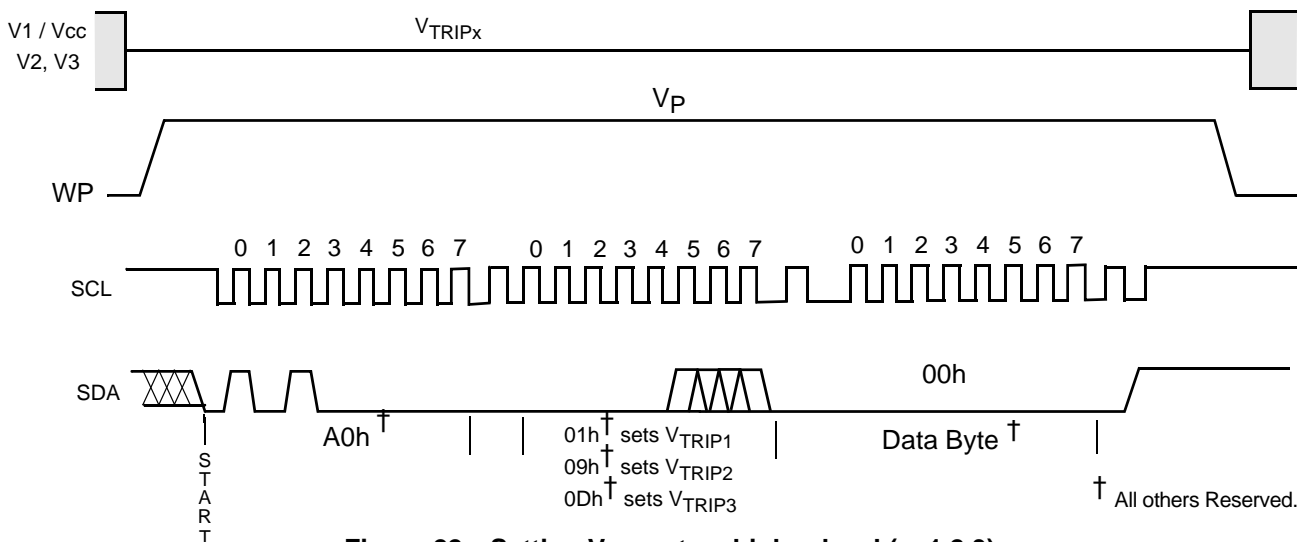 V1 / Vcc
V2, V3
VTRIPx
VP
WP
0 1 2 3 4 5 6 7 0 1 2 3 4 5 6 7 0 1 2 3 4 5 6 7
SCL
SDA
00h
A0h †
01h† sets VTRIP1
09h† sets VTRIP2
0Dh† sets VTRIP3
Data Byte †
START
† All others Reserved.